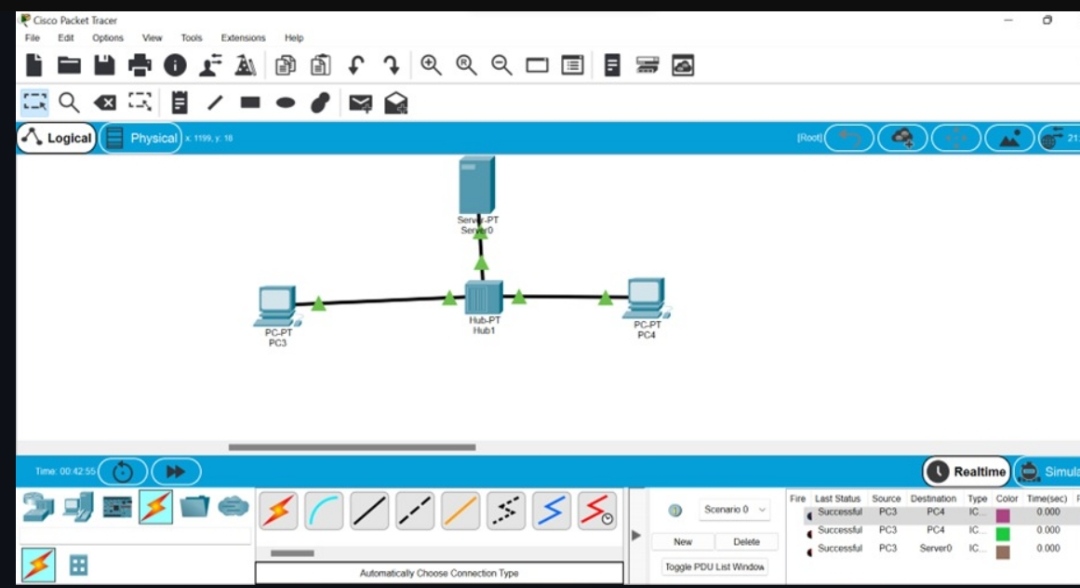 Cisco Packet Tracer
File Edit Options View Tools Extensions Help
Logical Physical x: 1199, y: 18 [Root] 21:
Server-PT
Server0
PC-PT
PC3
Hub-PT
Hub1
PC-PT
PC4
Time: 00:42:55 Realtime Simula
Scenario 0
New Delete
Toggle PDU List Window
Fire Last Status Source Destination Type Color Time(sec) P
Successful PC3 PC4 IC... 0.000
Successful PC3 PC4 IC... 0.000
Successful PC3 Server0 IC... 0.000
Automatically Choose Connection Type